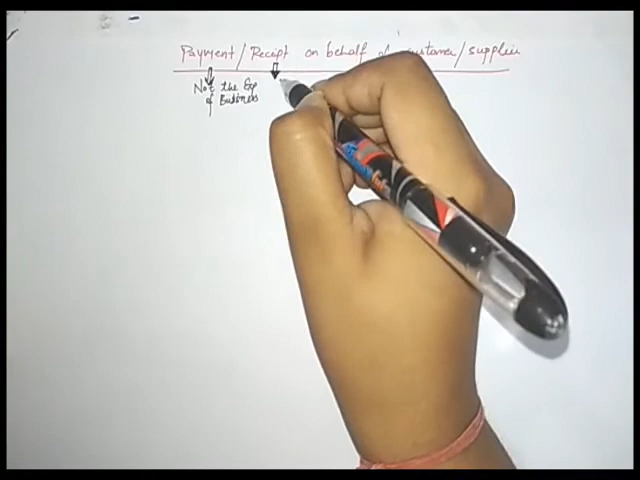 Payment/Receipt on behalf of customer/supplier
Not the Exp
of Business